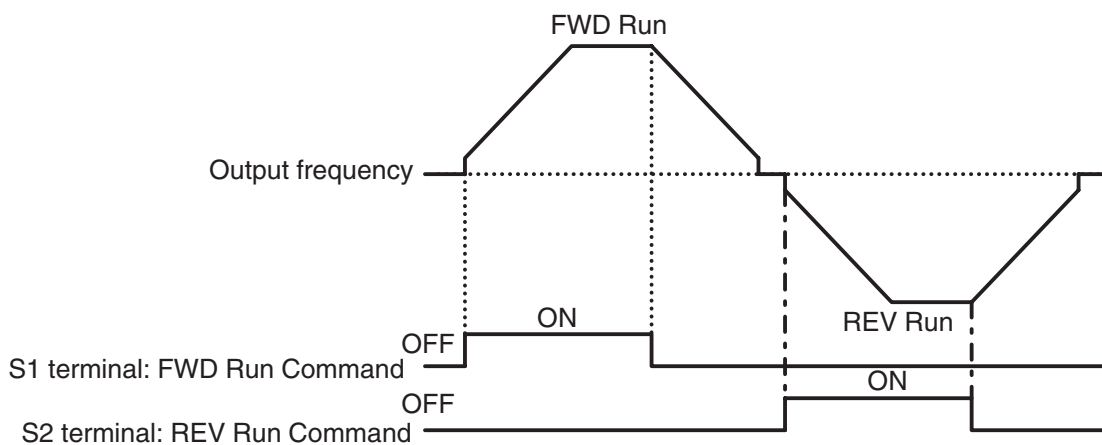 FWD Run
Output frequency
REV Run
ON
OFF
S1 terminal: FWD Run Command
ON
OFF
S2 terminal: REV Run Command